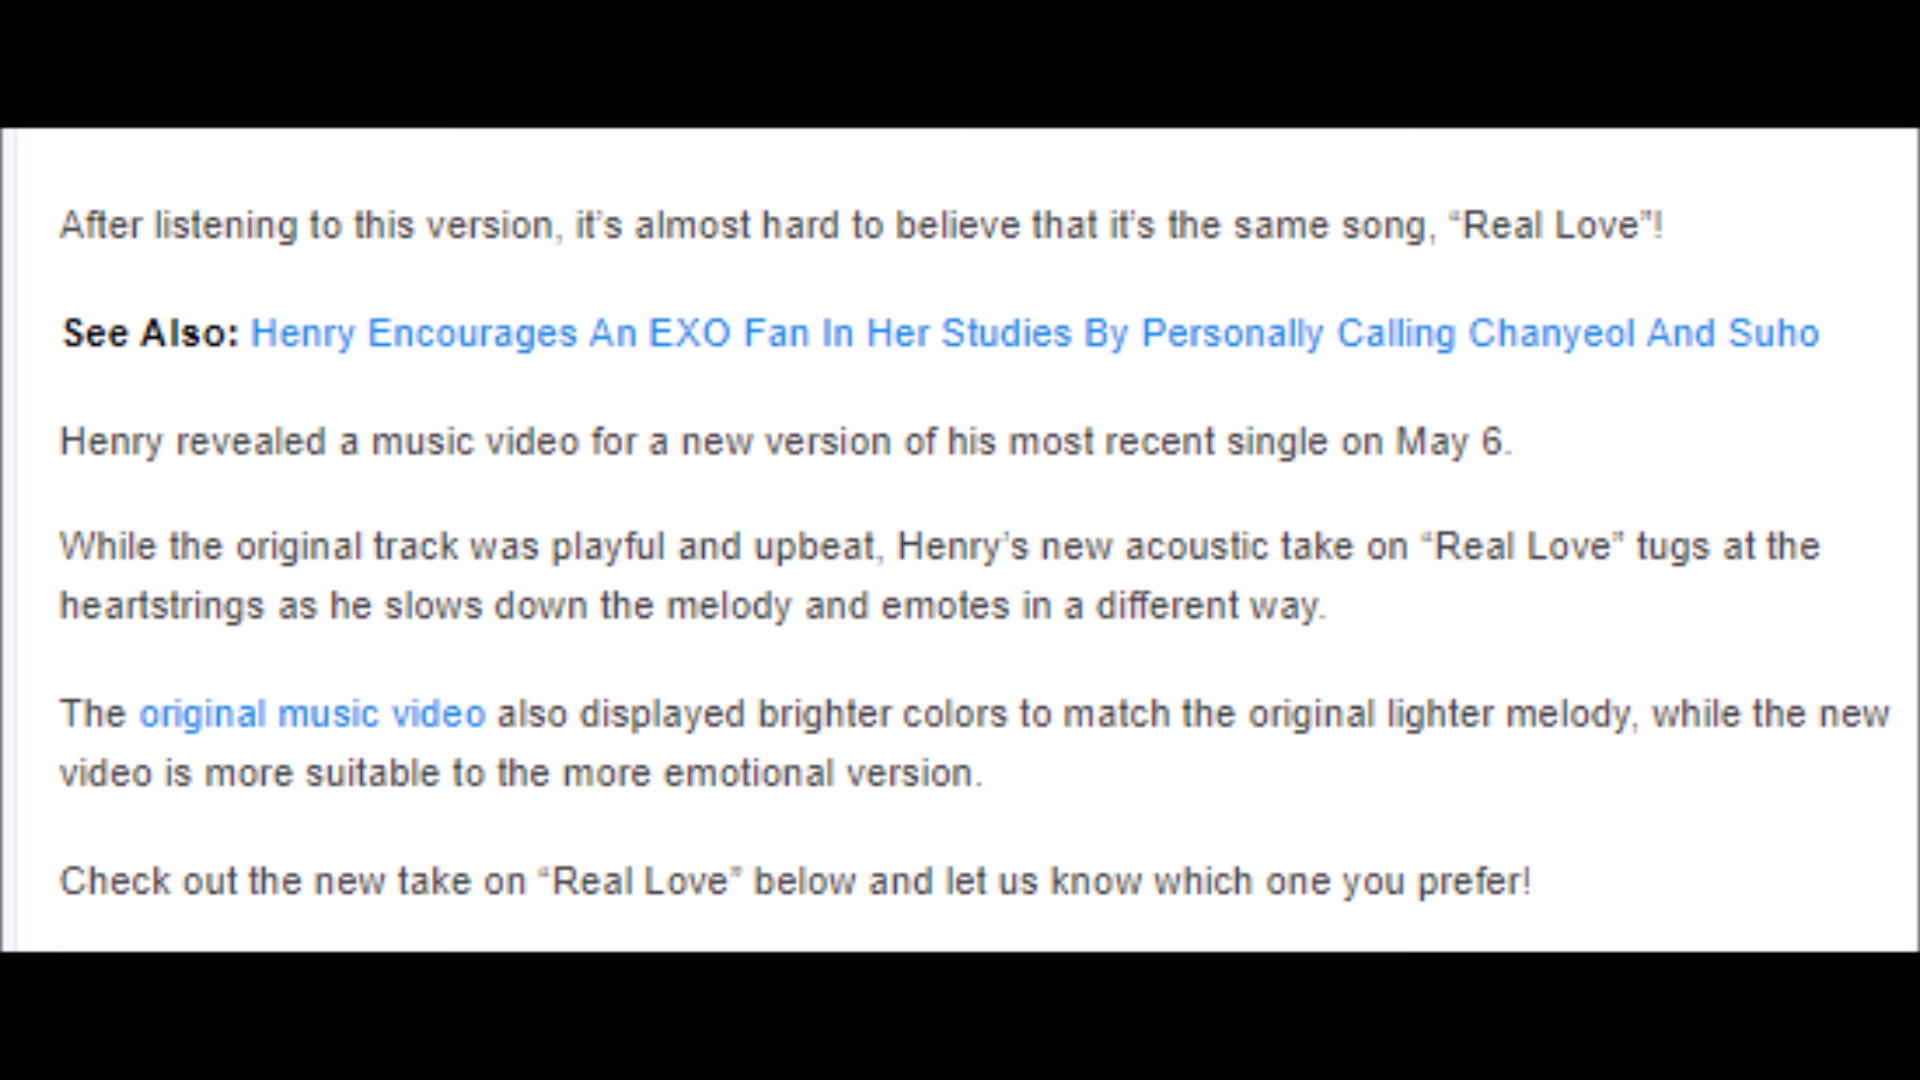 After listening to this version, it’s almost hard to believe that it’s the same song, “Real Love”!
See Also: Henry Encourages An EXO Fan In Her Studies By Personally Calling Chanyeol And Suho
Henry revealed a music video for a new version of his most recent single on May 6.
While the original track was playful and upbeat, Henry’s new acoustic take on “Real Love” tugs at the
heartstrings as he slows down the melody and emotes in a different way.
The original music video also displayed brighter colors to match the original lighter melody, while the new
video is more suitable to the more emotional version.
Check out the new take on “Real Love” below and let us know which one you prefer!